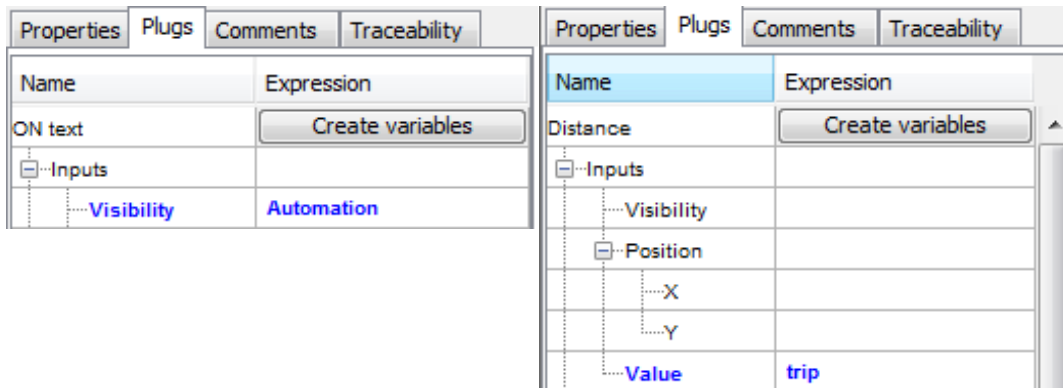 Properties Plugs Comments Traceability
Name Expression
ON text Create variables
Inputs
Visibility Automation
Properties Plugs Comments Traceability
Name Expression
Distance Create variables
Inputs
Visibility
Position
X
Y
Value trip